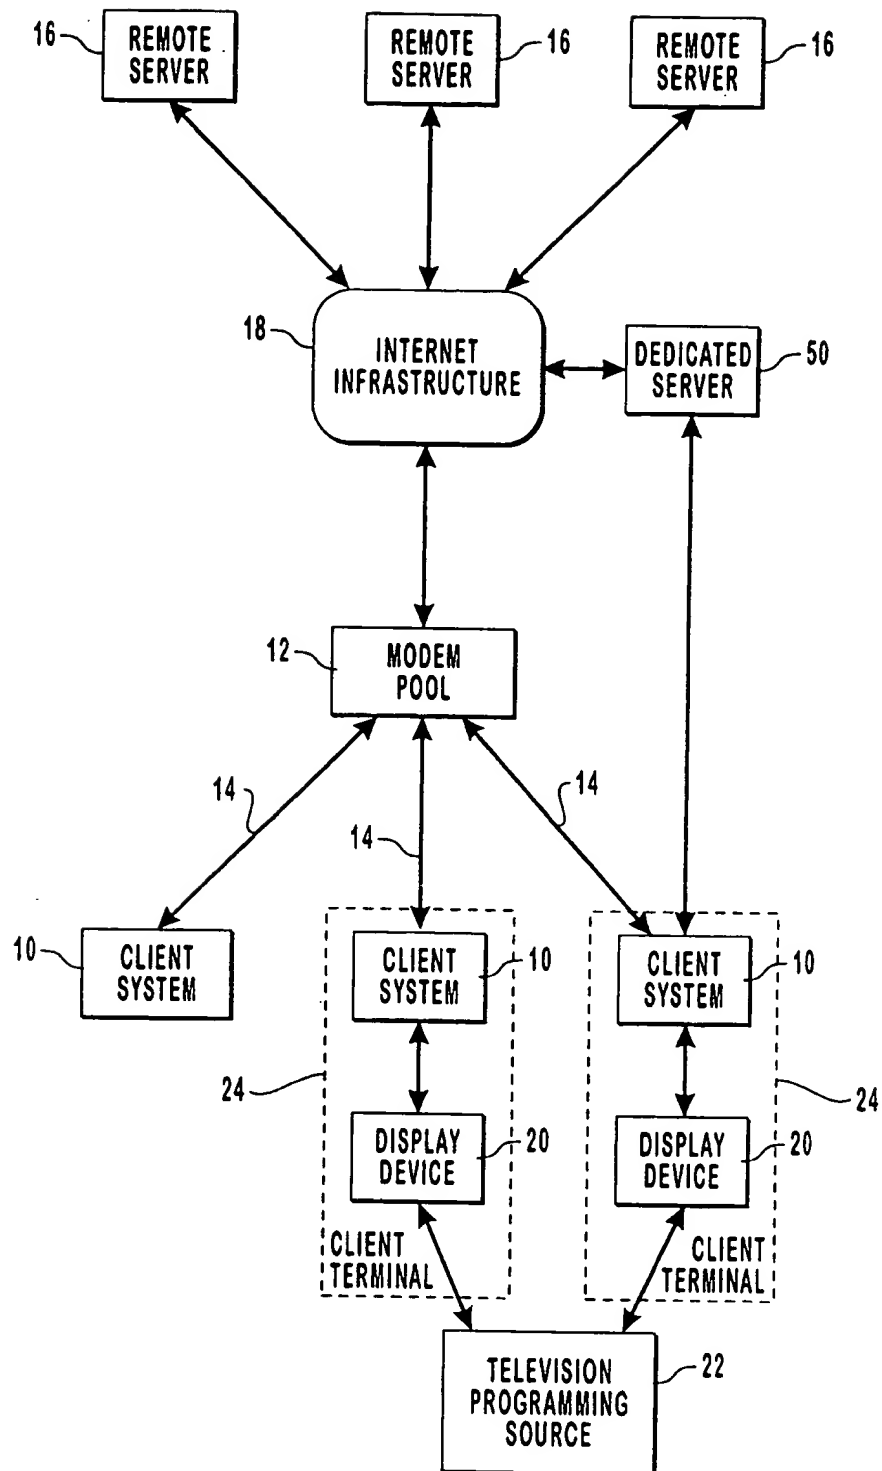 16
REMOTE
SERVER
REMOTE
SERVER
16
REMOTE
SERVER
16
18
INTERNET
INFRASTRUCTURE
DEDICATED
SERVER
50
12
MODEM
POOL
14
14
14
10
CLIENT
SYSTEM
CLIENT
SYSTEM
10
CLIENT
SYSTEM
10
24
DISPLAY
DEVICE
20
DISPLAY
DEVICE
20
24
CLIENT
TERMINAL
CLIENT
TERMINAL
TELEVISION
PROGRAMMING
SOURCE
22